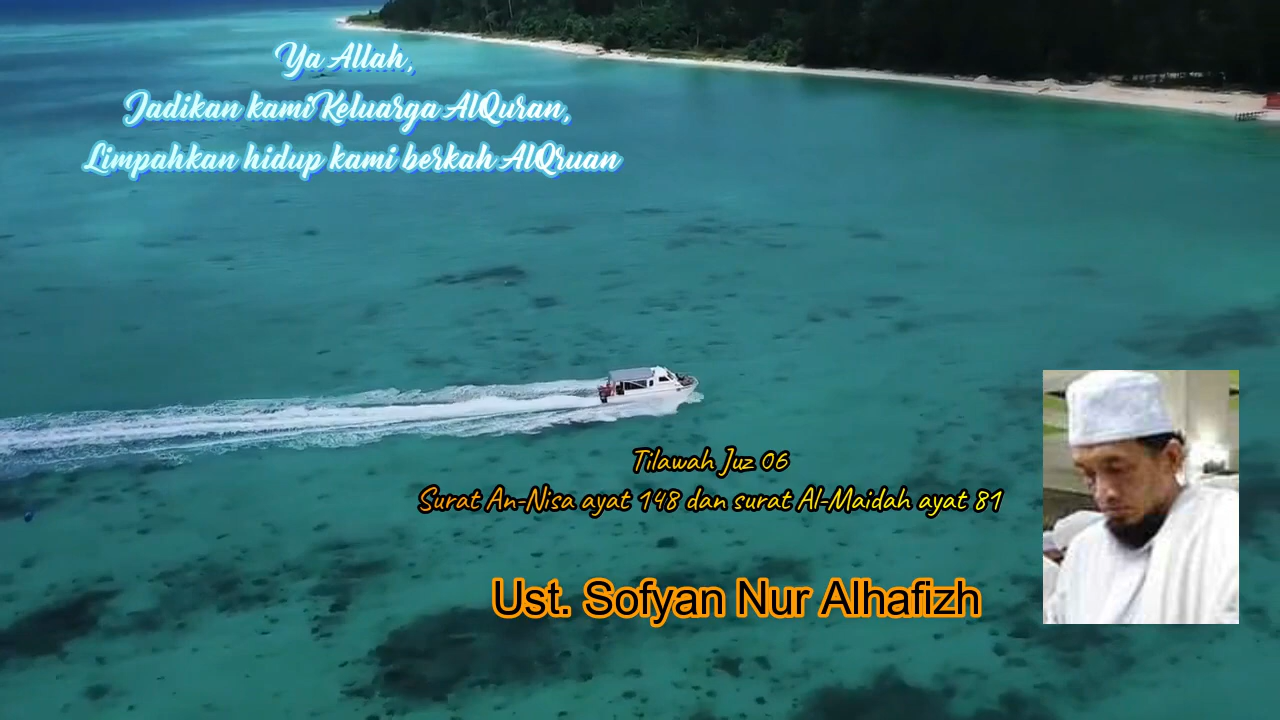 Ya Allah,
Jadikan kami Keluarga AlQuran,
Limpahkan hidup kami berkah AlQruan
Tilawah Juz 06
Surat An-Nisa ayat 148 dan surat Al-Maidah ayat 81
Ust. Sofyan Nur Alhafizh